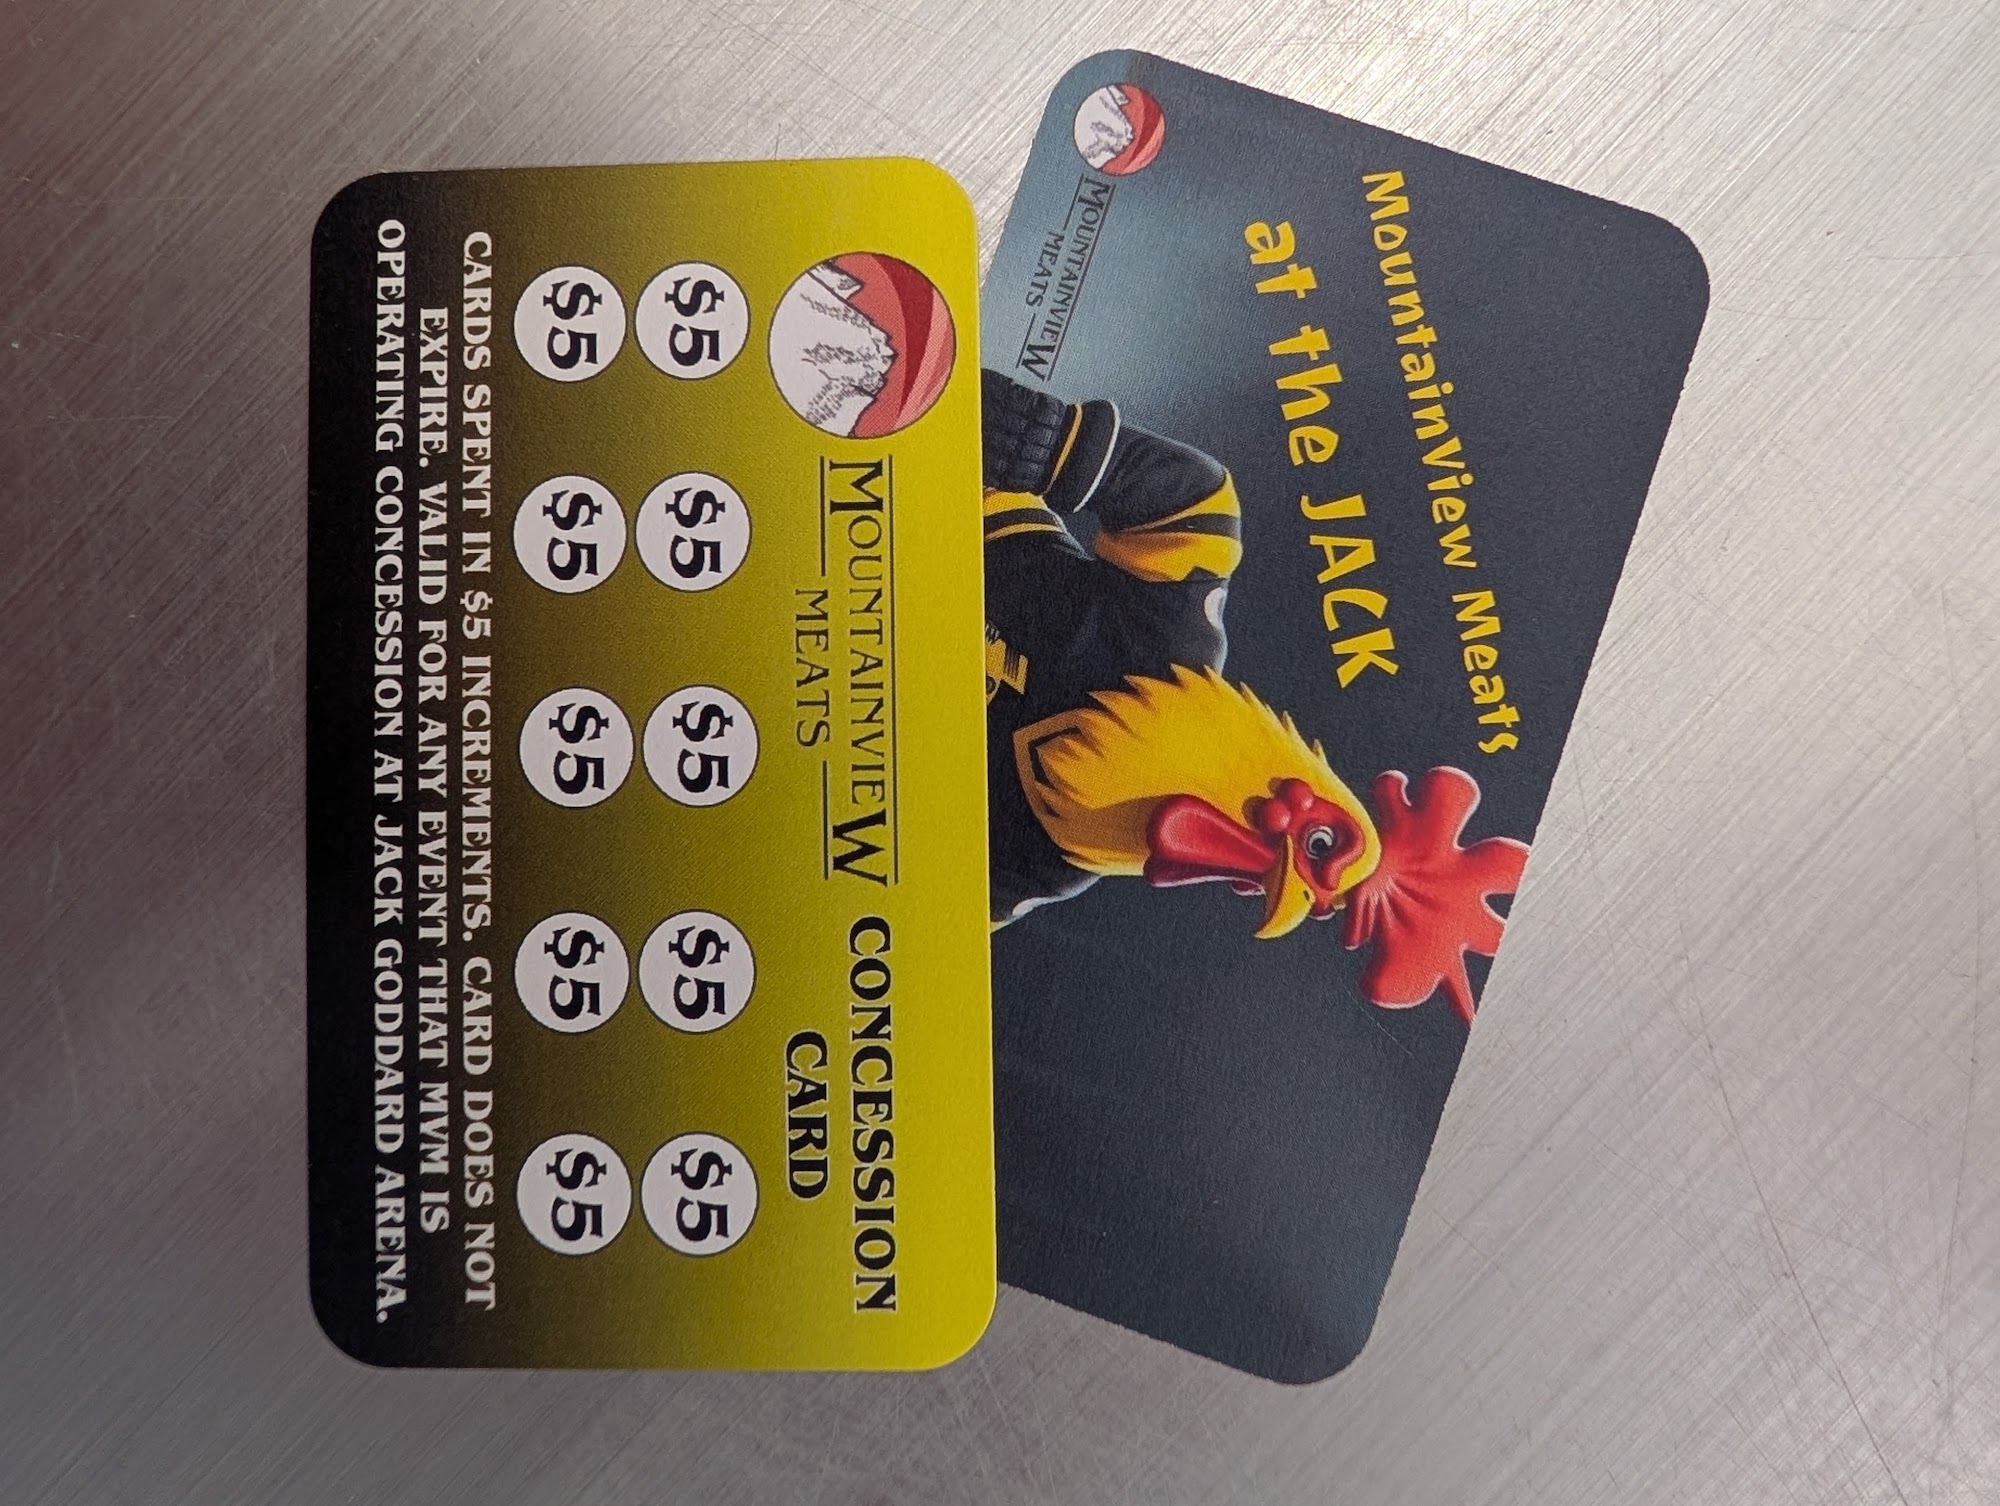 MountainView Meats
at the JACK
MOUNTAINVIEW
MEATS
MOUNTAINVIEW
MEATS
CONCESSION
CARD
$5 $5 $5 $5 $5
$5 $5 $5 $5 $5
CARDS SPENT IN $5 INCREMENTS. CARD DOES NOT
EXPIRE. VALID FOR ANY EVENT THAT MVM IS
OPERATING CONCESSION AT JACK GODDARD ARENA.